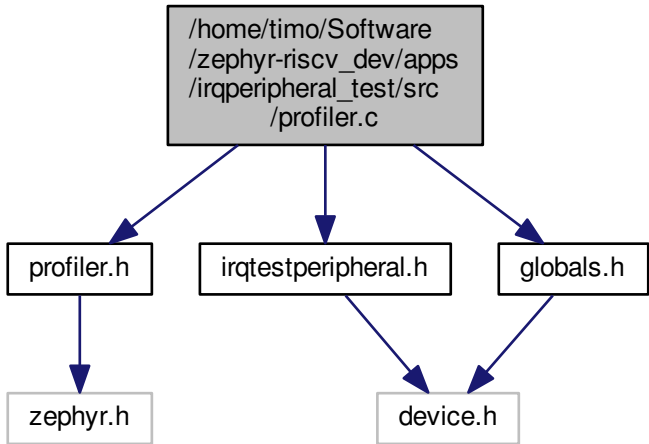 /home/timo/Software
/zephyr-riscv_dev/apps
/irqperipheral_test/src
/profiler.c
profiler.h
irqtestperipheral.h
globals.h
zephyr.h
device.h